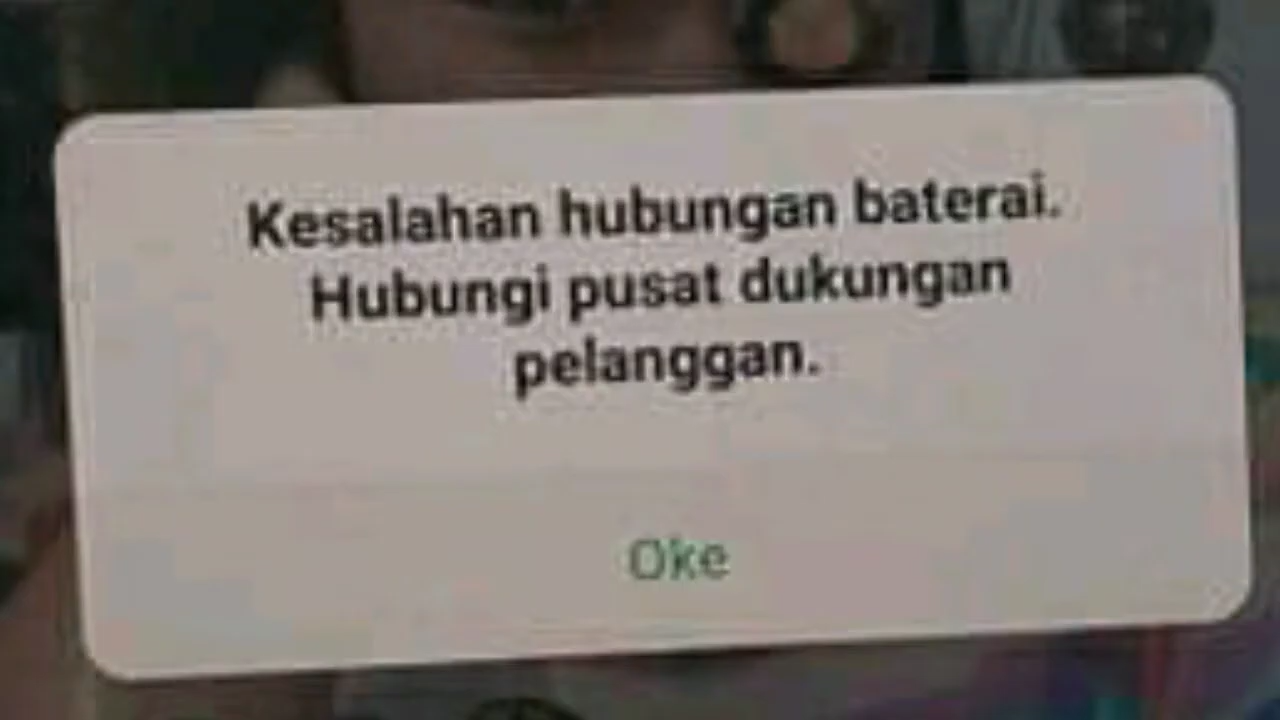 Kesalahan hubungan baterai.
Hubungi pusat dukungan
pelanggan.
Oke